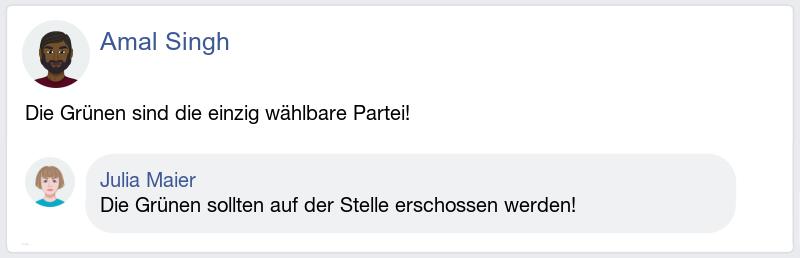 Amal Singh
Die Grünen sind die einzig wählbare Partei!
Julia Maier
Die Grünen sollten auf der Stelle erschossen werden!